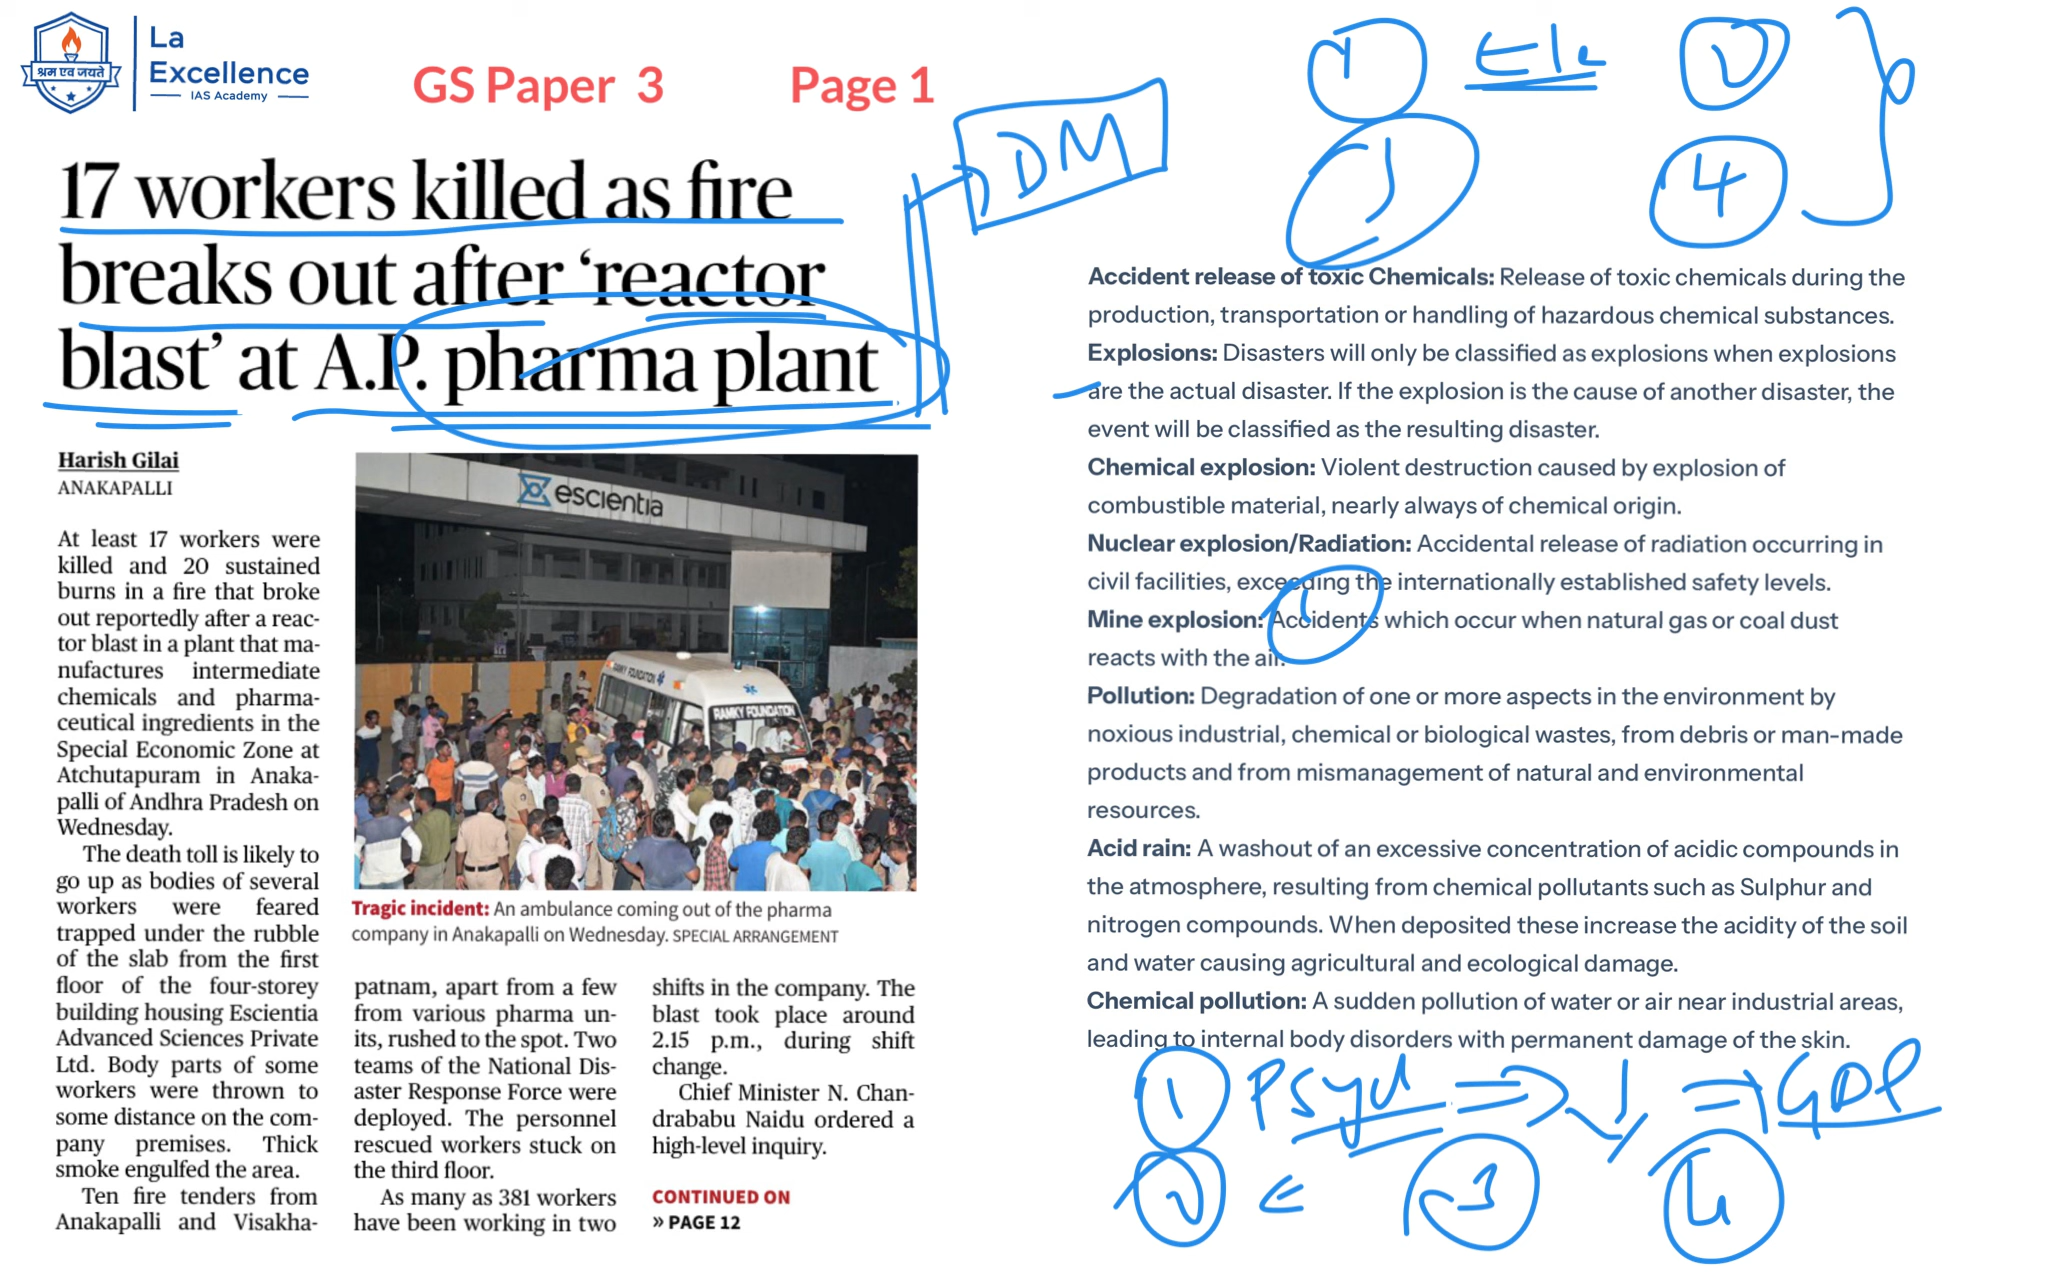 La
Excellence
IAS Academy
श्रम एव जयते
GS Paper 3
Page 1
DM
17 workers killed as fire
breaks out after ‘reactor
blast’ at A.P. pharma plant
Harish Gilai
ANAKAPALLI
At least 17 workers were
killed and 20 sustained
burns in a fire that broke
out reportedly after a reac-
tor blast in a plant that ma-
nufactures intermediate
chemicals and pharma-
ceutical ingredients in the
Special Economic Zone at
Atchutapuram in Anaka-
palli of Andhra Pradesh on
Wednesday.
The death toll is likely to
go up as bodies of several
workers were feared
trapped under the rubble
of the slab from the first
floor of the four-storey
building housing Escientia
Advanced Sciences Private
Ltd. Body parts of some
workers were thrown to
some distance on the com-
pany premises. Thick
smoke engulfed the area.
Ten fire tenders from
Anakapalli and Visakha-
escientia
RAMKY FOUNDATION
RAMKY FOUNDATION
Tragic incident: An ambulance coming out of the pharma
company in Anakapalli on Wednesday. SPECIAL ARRANGEMENT
patnam, apart from a few
from various pharma un-
its, rushed to the spot. Two
teams of the National Dis-
aster Response Force were
deployed. The personnel
rescued workers stuck on
the third floor.
As many as 381 workers
have been working in two
shifts in the company. The
blast took place around
2.15 p.m., during shift
change.
Chief Minister N. Chan-
drababu Naidu ordered a
high-level inquiry.
CONTINUED ON
» PAGE 12
4
Accident release of toxic Chemicals: Release of toxic chemicals during the
production, transportation or handling of hazardous chemical substances.
Explosions: Disasters will only be classified as explosions when explosions
are the actual disaster. If the explosion is the cause of another disaster, the
event will be classified as the resulting disaster.
Chemical explosion: Violent destruction caused by explosion of
combustible material, nearly always of chemical origin.
Nuclear explosion/Radiation: Accidental release of radiation occurring in
civil facilities, exceeding the internationally established safety levels.
Mine explosion: Accidents which occur when natural gas or coal dust
reacts with the air.
Pollution: Degradation of one or more aspects in the environment by
noxious industrial, chemical or biological wastes, from debris or man-made
products and from mismanagement of natural and environmental
resources.
Acid rain: A washout of an excessive concentration of acidic compounds in
the atmosphere, resulting from chemical pollutants such as Sulphur and
nitrogen compounds. When deposited these increase the acidity of the soil
and water causing agricultural and ecological damage.
Chemical pollution: A sudden pollution of water or air near industrial areas,
leading to internal body disorders with permanent damage of the skin.
1 GDP
3